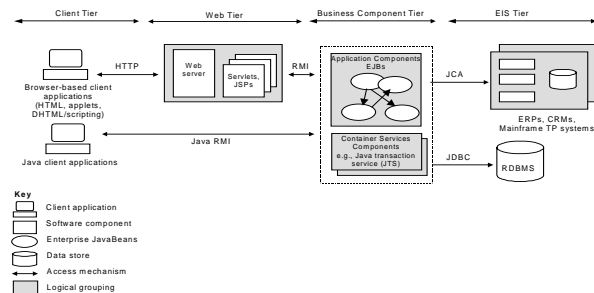 Client Tier
Web Tier
Business Component Tier
EIS Tier
HTTP
Web
server
Servlets,
JSPs
RMI
Application Components
EJBs
JCA
Browser-based client
applications
(HTML, applets,
DHTML/scripting)
ERPs, CRMs,
Mainframe TP systems
Java RMI
Java client applications
Container Services
Components
e.g., Java transaction
service (JTS)
JDBC
RDBMS
Key
Client application
Software component
Enterprise JavaBeans
Data store
Access mechanism
Logical grouping